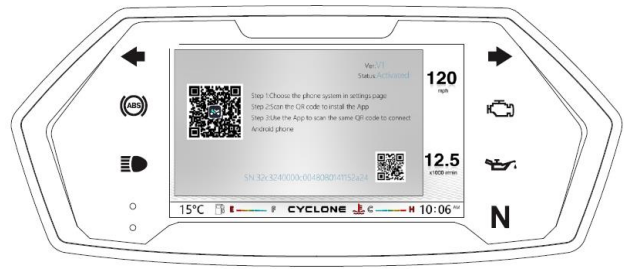 Ver:V1
Status:Activated
ABS
120
mph
Step 1:Choose the phone system in settings page
Step 2:Scan the QR code to install the App
Step 3:Use the App to scan the same QR code to connect
Android phone
12.5
x1000 r/min
15°C E F CYCLONE C H 10:06 AM
N